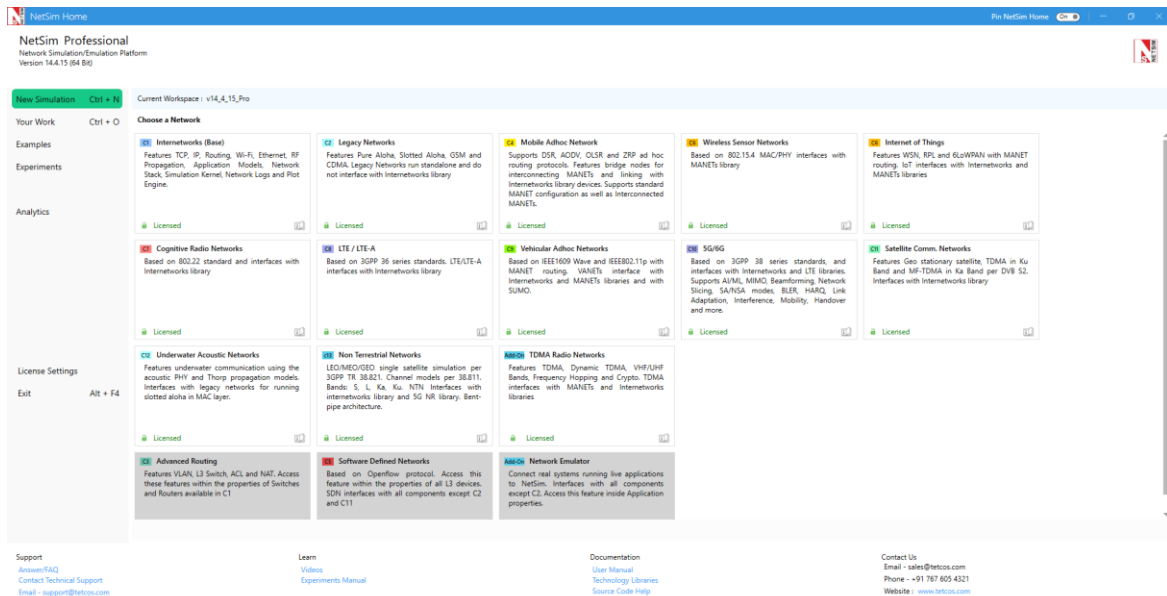 NetSim Home
Pin NetSim Home On
NetSim Professional
Network Simulation/Emulation Platform
Version 14.4.15 (64 Bit)
NETSIM
New Simulation Ctrl + N
Your Work Ctrl + O
Examples
Experiments
Analytics
License Settings
Exit Alt + F4
Current Workspace : v14_4_15_Pro
Choose a Network
C1 Internetworks (Base)
Features TCP, IP, Routing, Wi-Fi, Ethernet, RF
Propagation, Application Models, Network
Stack, Simulation Kernel, Network Logs and Plot
Engine.
Licensed
C2 Legacy Networks
Features Pure Aloha, Slotted Aloha, GSM and
CDMA. Legacy Networks run standalone and do
not interface with Internetworks library
Licensed
C4 Mobile Adhoc Network
Supports DSR, AODV, OLSR and ZRP ad hoc
routing protocols. Features bridge nodes for
interconnecting MANETs and linking with
Internetworks library devices. Supports standard
MANET configuration as well as Interconnected
MANETs.
Licensed
Wireless Sensor Networks
Based on 802.15.4 MAC/PHY interfaces with
MANETs library
Licensed
Internet of Things
Features WSN, RPL and 6LoWPAN with MANET
routing. IoT interfaces with Internetworks and
MANETs libraries
Licensed
C7 Cognitive Radio Networks
Based on 802.22 standard and interfaces with
Internetworks library
Licensed
C8 LTE / LTE-A
Based on 3GPP 36 series standards. LTE/LTE-A
interfaces with Internetworks library
Licensed
C9 Vehicular Adhoc Networks
Based on IEEE1609 Wave and IEEE802.11p with
MANET routing. VANETs interface with
Internetworks and MANETs libraries and with
SUMO.
Licensed
C10 5G/6G
Based on 3GPP 38 series standards, and
interfaces with Internetworks and LTE libraries.
Supports AI/ML, MIMO, Beamforming, Network
Slicing, SA/NSA modes, BLER, HARQ, Link
Adaptation, Interference, Mobility, Handover
and more.
Licensed
C11 Satellite Comm. Networks
Features Geo stationary satellite, TDMA in Ku
Band and MF-TDMA in Ka Band per DVB S2.
Interfaces with Internetworks library
Licensed
C12 Underwater Acoustic Networks
Features underwater communication using the
acoustic PHY and Thorp propagation models.
Interfaces with legacy networks for running
slotted aloha in MAC layer.
Licensed
c13 Non Terrestrial Networks
LEO/MEO/GEO single satellite simulation per
3GPP TR 38.821. Channel models per 38.811.
Bands: S, L, Ka, Ku. NTN Interfaces with
internetworks library and 5G NR library. Bent-
pipe architecture.
Licensed
Add-On TDMA Radio Networks
Features TDMA, Dynamic TDMA, VHF/UHF
Bands, Frequency Hopping and Crypto. TDMA
interfaces with MANETs and Internetworks
libraries
Licensed
C3 Advanced Routing
Features VLAN, L3 Switch, ACL and NAT. Access
these features within the properties of Switches
and Routers available in C1
Software Defined Networks
Based on Openflow protocol. Access this
feature within the properties of all L3 devices.
SDN interfaces with all components except C2
and C11
Add-On Network Emulator
Connect real systems running live applications
to NetSim. Interfaces with all components
except C2. Access this feature inside Application
properties.
Support
Answer/FAQ
Contact Technical Support
Email - support@tetcos.com
Learn
Videos
Experiments Manual
Documentation
User Manual
Technology Libraries
Source Code Help
Contact Us
Email - sales@tetcos.com
Phone - +91 767 605 4321
Website : www.tetcos.com